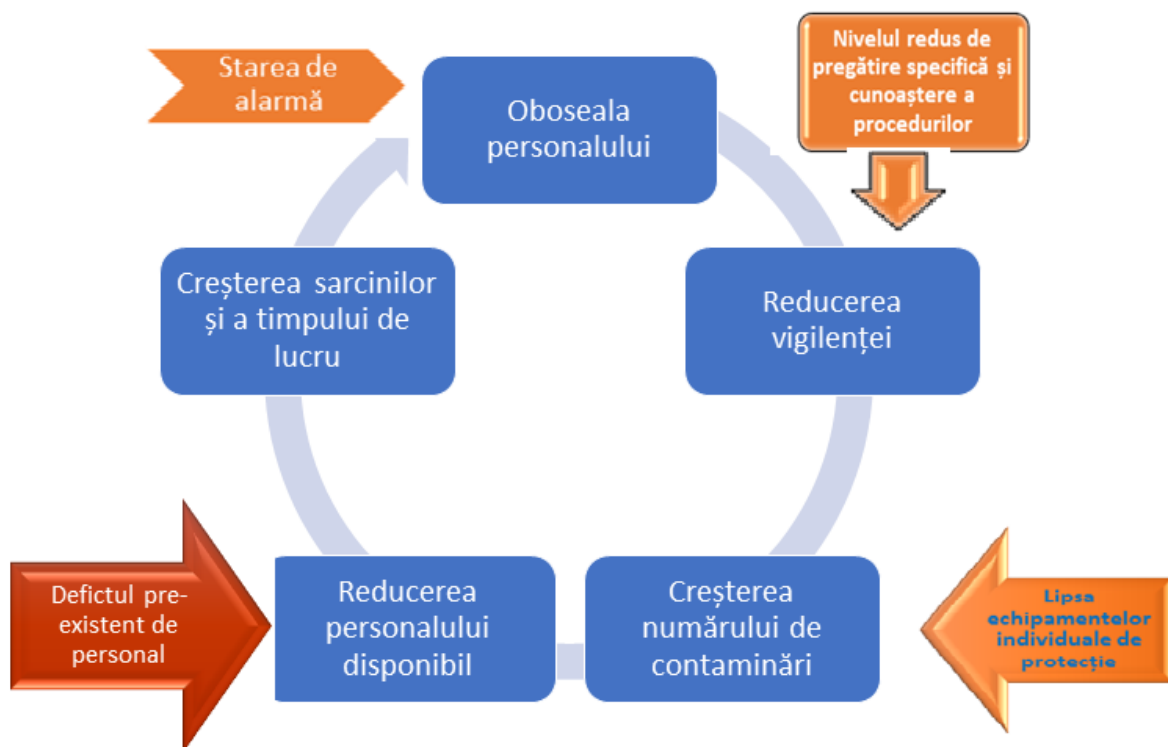 Starea de
alarmă
Nivelul redus de
pregătire specifică și
cunoaștere a
procedurilor
Oboseala
personalului
Creșterea sarcinilor
și a timpului de
lucru
Reducerea
vigilenței
Defictul pre-
existent de
personal
Reducerea
personalului
disponibil
Creșterea
numărului de
contaminări
Lipsa
echipamentelor
individuale de
protecție